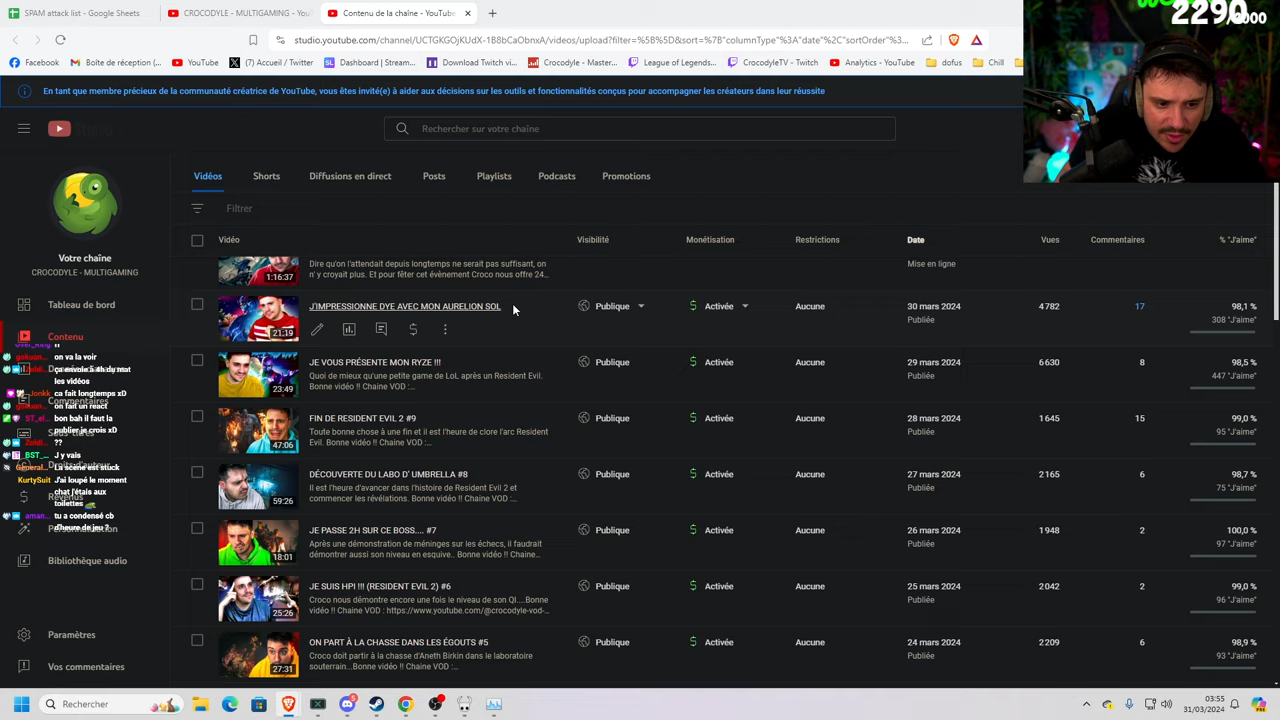 SPAM attack list - Google Sheets
CROCODYLE - MULTIGAMING - You
Contenu de la chaîne - YouTube
2290/
000
studio.youtube.com/channel/UCTGKGOjKUdX-1B8bCaObnxA/videos/upload?filter=%5B%5D&sort=%7B"columnType"%3A"date"%2C"sortOrder"%...
Facebook
Boîte de réception (...
YouTube
(7) Accueil / Twitter
Dashboard | Stream...
Download Twitch vi...
Crocodyle - Master...
League of Legends...
CrocodyleTV - Twitch
Analytics - YouTube
dofus
Chill
En tant que membre précieux de la communauté créatrice de YouTube, vous êtes invité(e) à aider aux décisions sur les outils et fonctionnalités conçus pour accompagner les créateurs dans leur réussite
Studio
Rechercher sur votre chaîne
Vidéos
Shorts
Diffusions en direct
Posts
Playlists
Podcasts
Promotions
Filtrer
Vidéo
Visibilité
Monétisation
Restrictions
Date
Vues
Commentaires
% "J'aime"
Votre chaîne
CROCODYLE - MULTIGAMING
Tableau de bord
Contenu
Commentaires
Sous-titres
Droits d'auteur
Revenus
Bibliothèque audio
Paramètres
Vos commentaires
on va la voir
ça envoie à 4h du mat
les vidéos
ca fait longtemps xD
on fait un react
bon bah il faut la
publier je crois xD
??
BST_...
J y vais
General...
La scene est stuck
KurtySuit
J'ai loupé le moment
chat j'étais aux
toilettes
aman...
tu a condensé cb
d'heure de jeu ?
1:16:37
Dire qu'on l'attendait depuis longtemps ne serait pas suffisant, on
n' y croyait plus. Et pour fêter cet évènement Croco nous offre 24...
Mise en ligne
21:19
J'IMPRESSIONNE DYE AVEC MON AURELION SOL
Publique
Activée
Aucune
30 mars 2024
Publiée
4 782
17
98,1 %
308 "J'aime"
23:49
JE VOUS PRÉSENTE MON RYZE !!!
Quoi de mieux qu'une petite game de LoL après un Resident Evil.
Bonne vidéo !! Chaine VOD :...
Publique
Activée
Aucune
29 mars 2024
Publiée
6 630
8
98,5 %
447 "J'aime"
47:06
FIN DE RESIDENT EVIL 2 #9
Toute bonne chose à une fin et il est l'heure de clore l'arc Resident
Evil. Bonne vidéo !! Chaine VOD :...
Publique
Activée
Aucune
28 mars 2024
Publiée
1 645
15
99,0 %
95 "J'aime"
59:26
DÉCOUVERTE DU LABO D' UMBRELLA #8
Il est l'heure d'avancer dans l'histoire de Resident Evil 2 et
commencer les révélations. Bonne vidéo !! Chaine VOD :...
Publique
Activée
Aucune
27 mars 2024
Publiée
2 165
6
98,7 %
75 "J'aime"
18:01
JE PASSE 2H SUR CE BOSS.... #7
Après une démonstration de méninges sur les échecs, il faudrait
démontrer aussi son niveau en esquive.. Bonne vidéo !! Chaine...
Publique
Activée
Aucune
26 mars 2024
Publiée
1 948
2
100,0 %
97 "J'aime"
25:26
JE SUIS HPI !!! (RESIDENT EVIL 2) #6
Croco nous démontre encore une fois le niveau de son QI....Bonne
vidéo !! Chaine VOD : https://www.youtube.com/@crocodyle-vod-...
Publique
Activée
Aucune
25 mars 2024
Publiée
2 042
2
99,0 %
96 "J'aime"
27:31
ON PART À LA CHASSE DANS LES ÉGOUTS #5
Croco doit partir à la chasse d'Aneth Birkin dans le laboratoire
souterrain...Bonne vidéo !! Chaine VOD :...
Publique
Activée
Aucune
24 mars 2024
Publiée
2 209
6
98,9 %
93 "J'aime"
Rechercher
5
03:55
31/03/2024